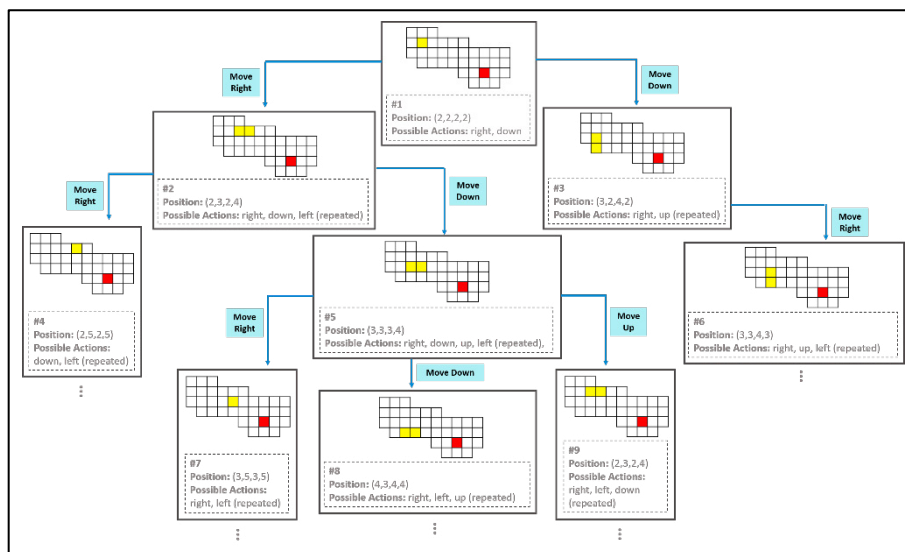 #1
Position: (2,2,2,2)
Possible Actions: right, down
Move
Right
Move
Down
#2
Position: (2,3,2,4)
Possible Actions: right, down, left (repeated)
#3
Position: (3,2,4,2)
Possible Actions: right, up (repeated)
Move
Right
Move
Down
Move
Right
#4
Position: (2,5,2,5)
Possible Actions:
down, left (repeated)
#5
Position: (3,3,3,4)
Possible Actions: right, down, up, left (repeated),
#6
Position: (3,3,4,3)
Possible Actions: right, up, left (repeated)
Move
Right
Move Down
Move
Up
#7
Position: (3,5,3,5)
Possible Actions:
right, left (repeated)
#8
Position: (4,3,4,4)
Possible Actions: right, left, up (repeated)
#9
Position: (2,3,2,4)
Possible Actions:
right, left, down
(repeated)